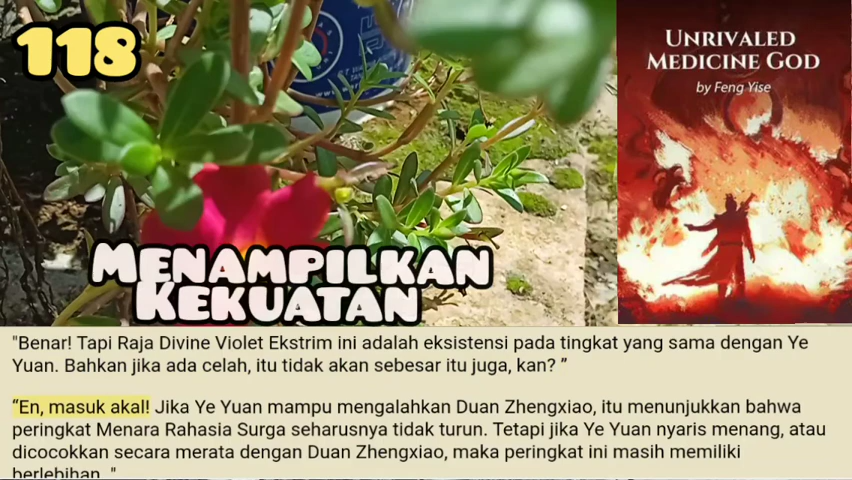 118
UNRIVALED
MEDICINE GOD
by Feng Yise
MENAMPILKAN
KEKUATAN
"Benar! Tapi Raja Divine Violet Ekstrim ini adalah eksistensi pada tingkat yang sama dengan Ye
Yuan. Bahkan jika ada celah, itu tidak akan sebesar itu juga, kan? ”
“En, masuk akal! Jika Ye Yuan mampu mengalahkan Duan Zhengxiao, itu menunjukkan bahwa
peringkat Menara Rahasia Surga seharusnya tidak turun. Tetapi jika Ye Yuan nyaris menang, atau
dicocokkan secara merata dengan Duan Zhengxiao, maka peringkat ini masih memiliki
berlebihan. "